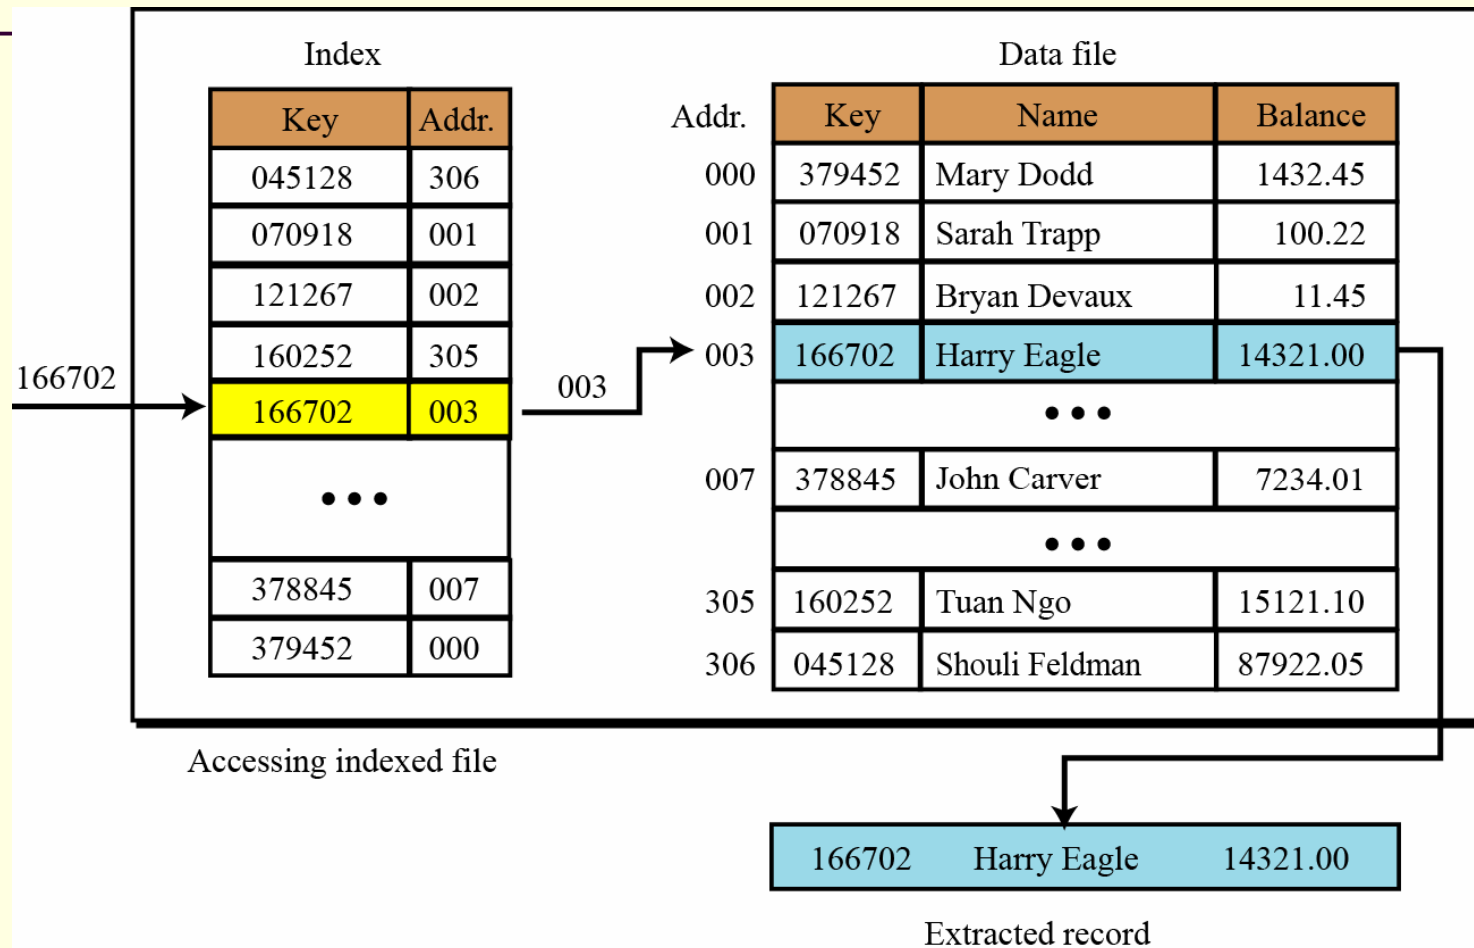 Index
Key Addr.
045128 306
070918 001
121267 002
160252 305
166702 003
•••
378845 007
379452 000
166702
003
Data file
Addr. Key Name Balance
000 379452 Mary Dodd 1432.45
001 070918 Sarah Trapp 100.22
002 121267 Bryan Devaux 11.45
003 166702 Harry Eagle 14321.00
•••
007 378845 John Carver 7234.01
•••
305 160252 Tuan Ngo 15121.10
306 045128 Shouli Feldman 87922.05
Accessing indexed file
166702 Harry Eagle 14321.00
Extracted record